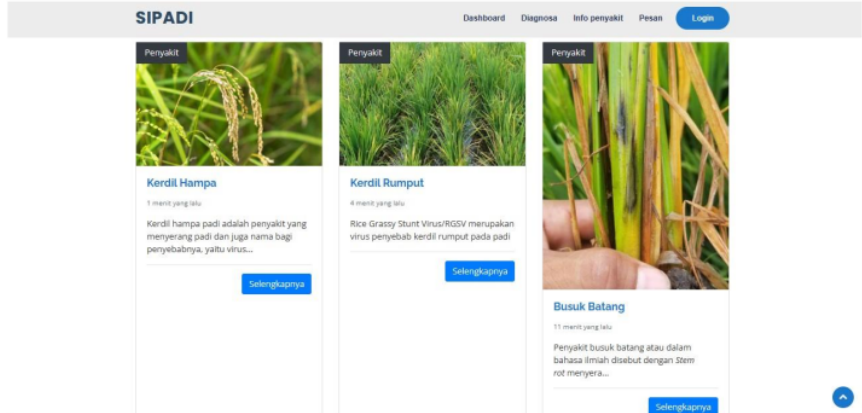 SIPADI
Dashboard Diagnosa Info penyakit Pesan Login
Penyakit
Kerdil Hampa
1 menit yang lalu
Kerdil hampa padi adalah penyakit yang
menyerang padi dan juga nama bagi
penyebabnya, yaitu virus...
Selengkapnya
Penyakit
Kerdil Rumput
4 menit yang lalu
Rice Grassy Stunt Virus/RGSV merupakan
virus penyebab kerdil rumput pada padi
Selengkapnya
Penyakit
Busuk Batang
11 menit yang lalu
Penyakit busuk batang atau dalam
bahasa ilmiah disebut dengan Stem
rot menyera...
Selengkapnya